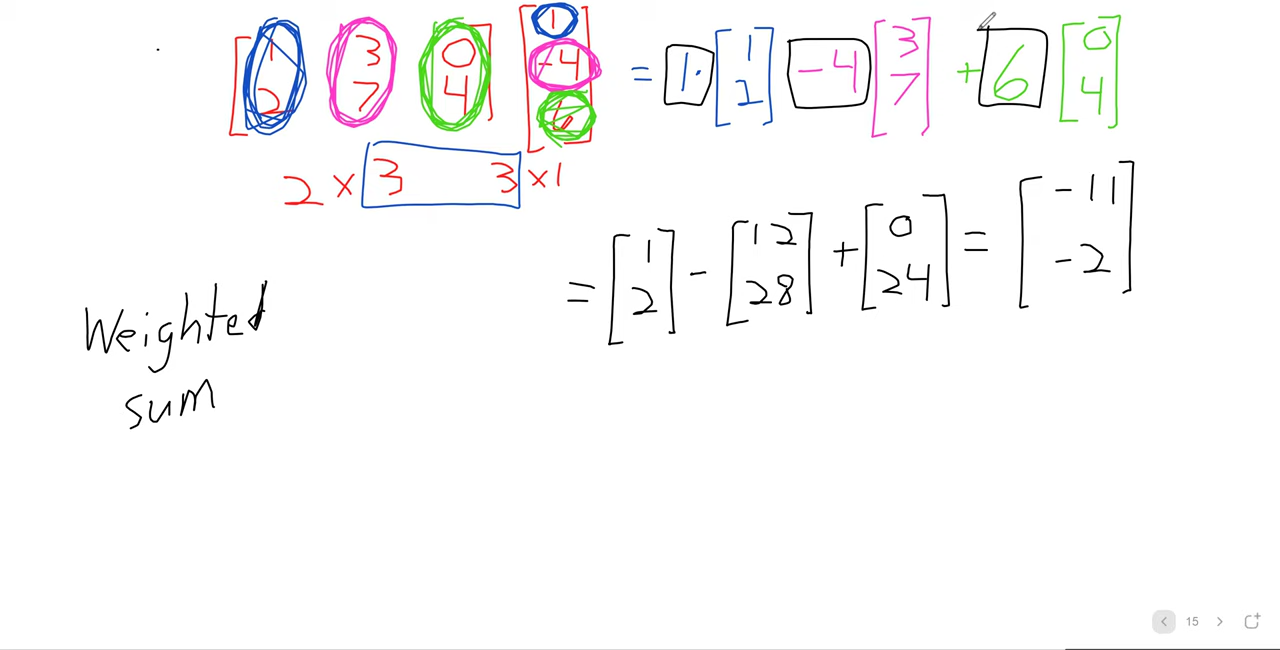 [1 3 0] [1] = 1· [1] -4 [3] + 6 [0]
[2 7 4] [-4] [2] [7] [4]
[6]
2 × 3 3 × 1
= [1] - [12] + [0] = [-11]
[2] [28] [24] [-2]
Weighted
sum
15